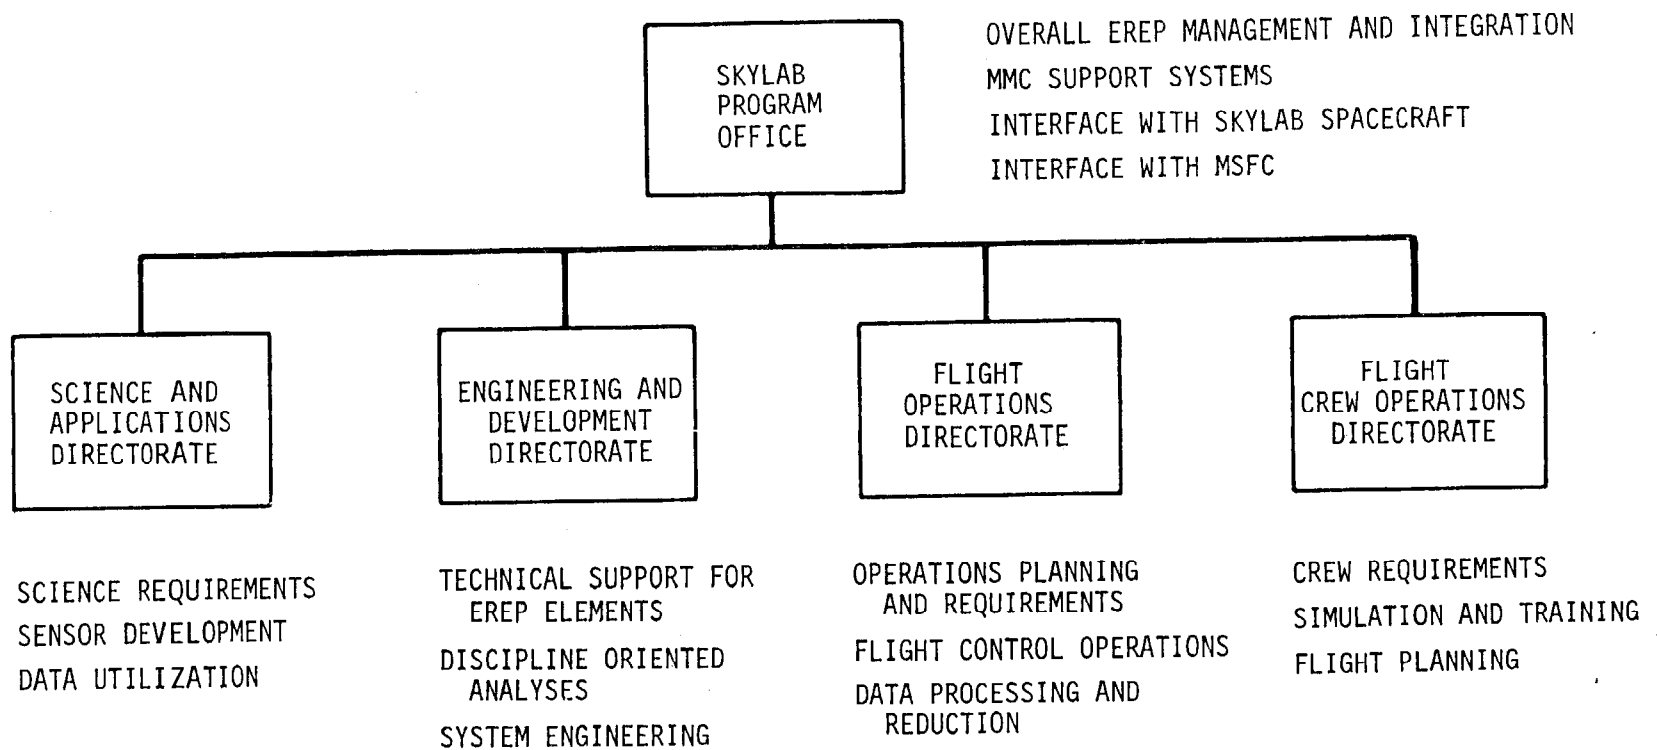 SKYLAB
PROGRAM
OFFICE
OVERALL EREP MANAGEMENT AND INTEGRATION
MMC SUPPORT SYSTEMS
INTERFACE WITH SKYLAB SPACECRAFT
INTERFACE WITH MSFC
SCIENCE AND
APPLICATIONS
DIRECTORATE
ENGINEERING AND
DEVELOPMENT
DIRECTORATE
FLIGHT
OPERATIONS
DIRECTORATE
FLIGHT
CREW OPERATIONS
DIRECTORATE
SCIENCE REQUIREMENTS
SENSOR DEVELOPMENT
DATA UTILIZATION
TECHNICAL SUPPORT FOR
EREP ELEMENTS
DISCIPLINE ORIENTED
ANALYSES
SYSTEM ENGINEERING
OPERATIONS PLANNING
AND REQUIREMENTS
FLIGHT CONTROL OPERATIONS
DATA PROCESSING AND
REDUCTION
CREW REQUIREMENTS
SIMULATION AND TRAINING
FLIGHT PLANNING